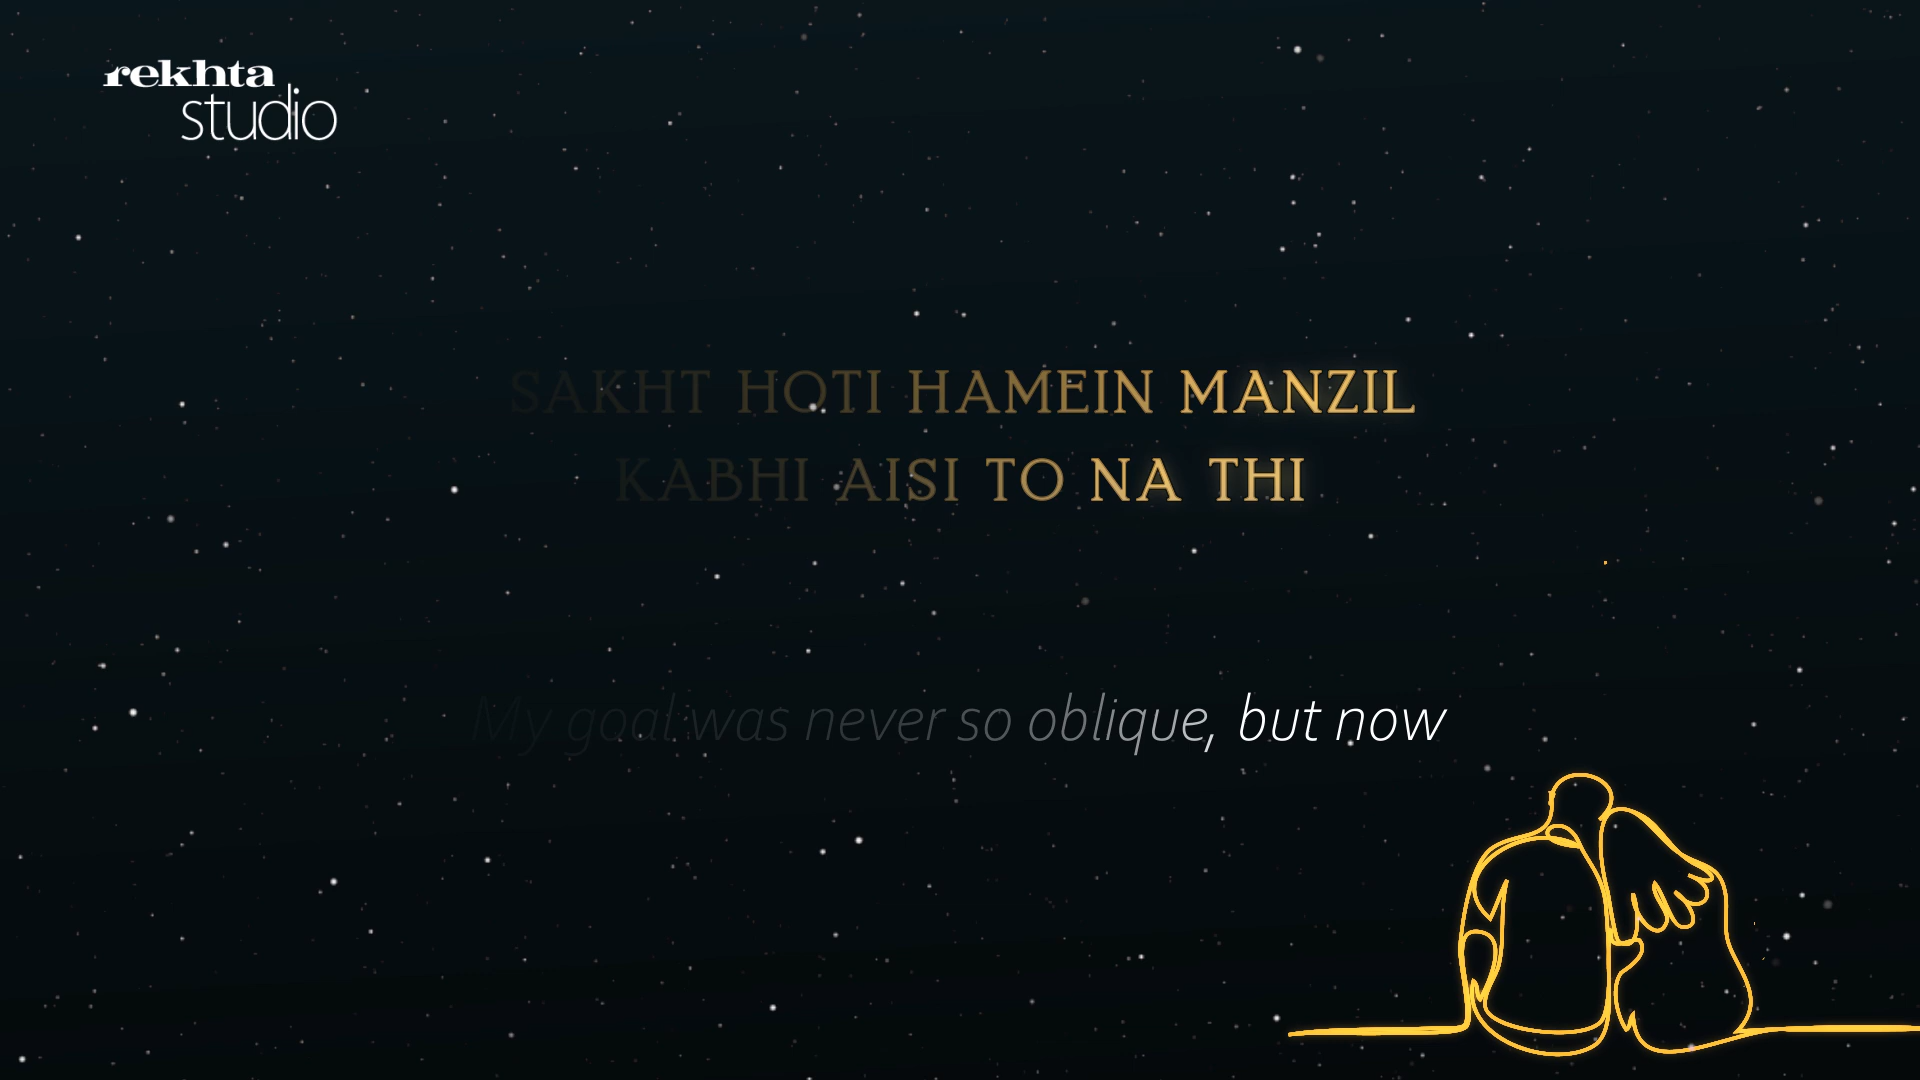 rekhta
studio
SAKHT HOTI HAMEIN MANZIL
KABHI AISI TO NA THI
My goal was never so oblique, but now